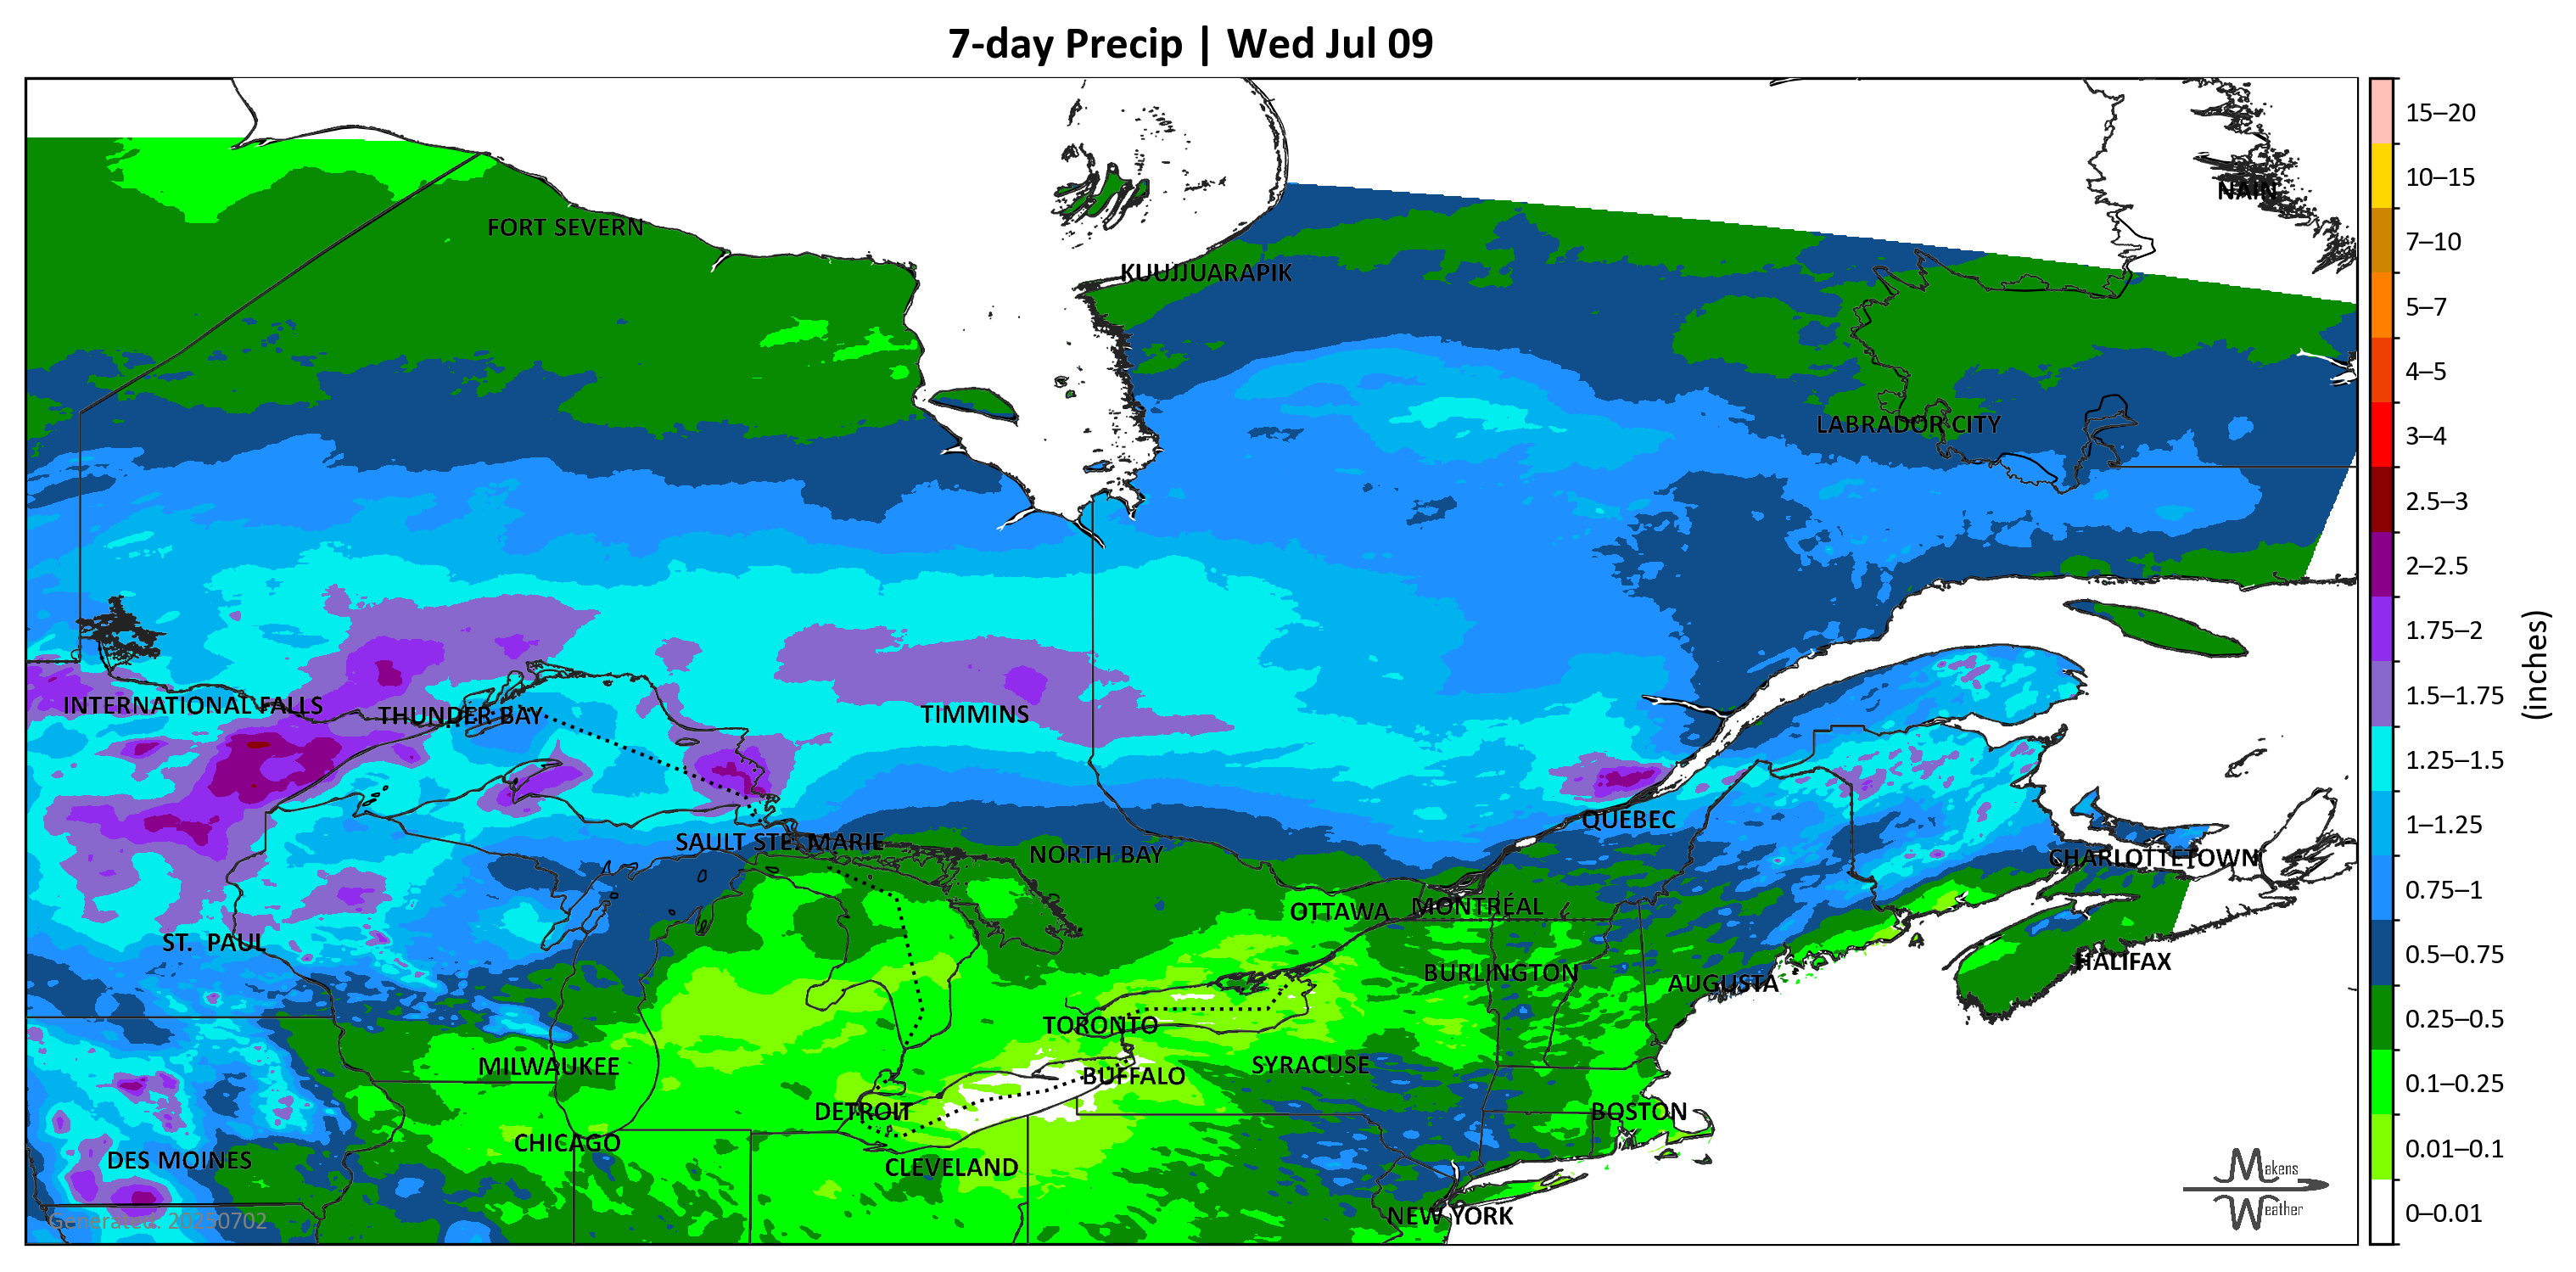 7-day Precip | Wed Jul 09
NAIN
FORT SEVERN
KUUJJUARAPIK
LABRADOR CITY
INTERNATIONAL FALLS
THUNDER BAY
TIMMINS
SAULT STE. MARIE
NORTH BAY
QUEBEC
CHARLOTTETOWN
OTTAWA
MONTRÉAL
ST. PAUL
HALIFAX
BURLINGTON
AUGUSTA
TORONTO
MILWAUKEE
SYRACUSE
BUFFALO
DETROIT
BOSTON
CHICAGO
DES MOINES
CLEVELAND
NEW YORK
Generated: 20250702
Makens
Weather
15–20
10–15
7–10
5–7
4–5
3–4
2.5–3
2–2.5
1.75–2
1.5–1.75
1.25–1.5
1–1.25
0.75–1
0.5–0.75
0.25–0.5
0.1–0.25
0.01–0.1
0–0.01
(inches)